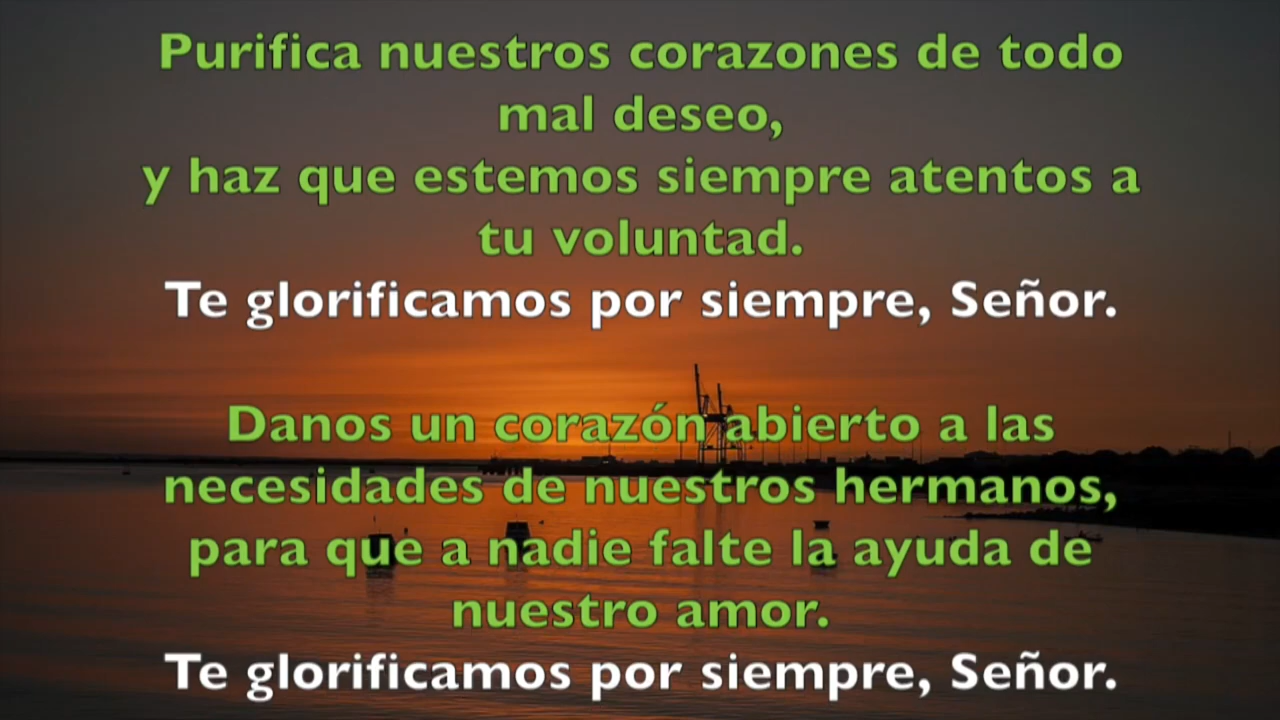 Purifica nuestros corazones de todo
mal deseo,
y haz que estemos siempre atentos a
tu voluntad.
Te glorificamos por siempre, Señor.
Danos un corazón abierto a las
necesidades de nuestros hermanos,
para que a nadie falte la ayuda de
nuestro amor.
Te glorificamos por siempre, Señor.